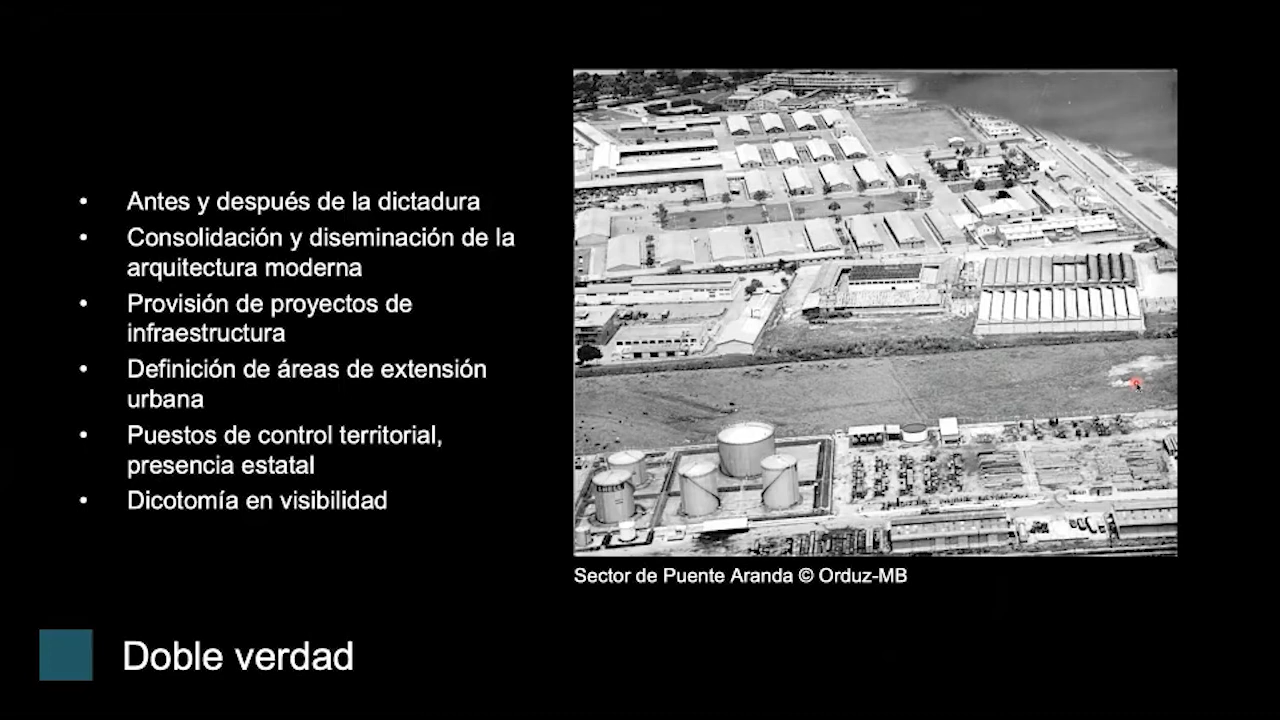 • Antes y después de la dictadura
• Consolidación y diseminación de la
arquitectura moderna
• Provisión de proyectos de
infraestructura
• Definición de áreas de extensión
urbana
• Puestos de control territorial,
presencia estatal
• Dicotomía en visibilidad
Sector de Puente Aranda © Orduz-MB
Doble verdad